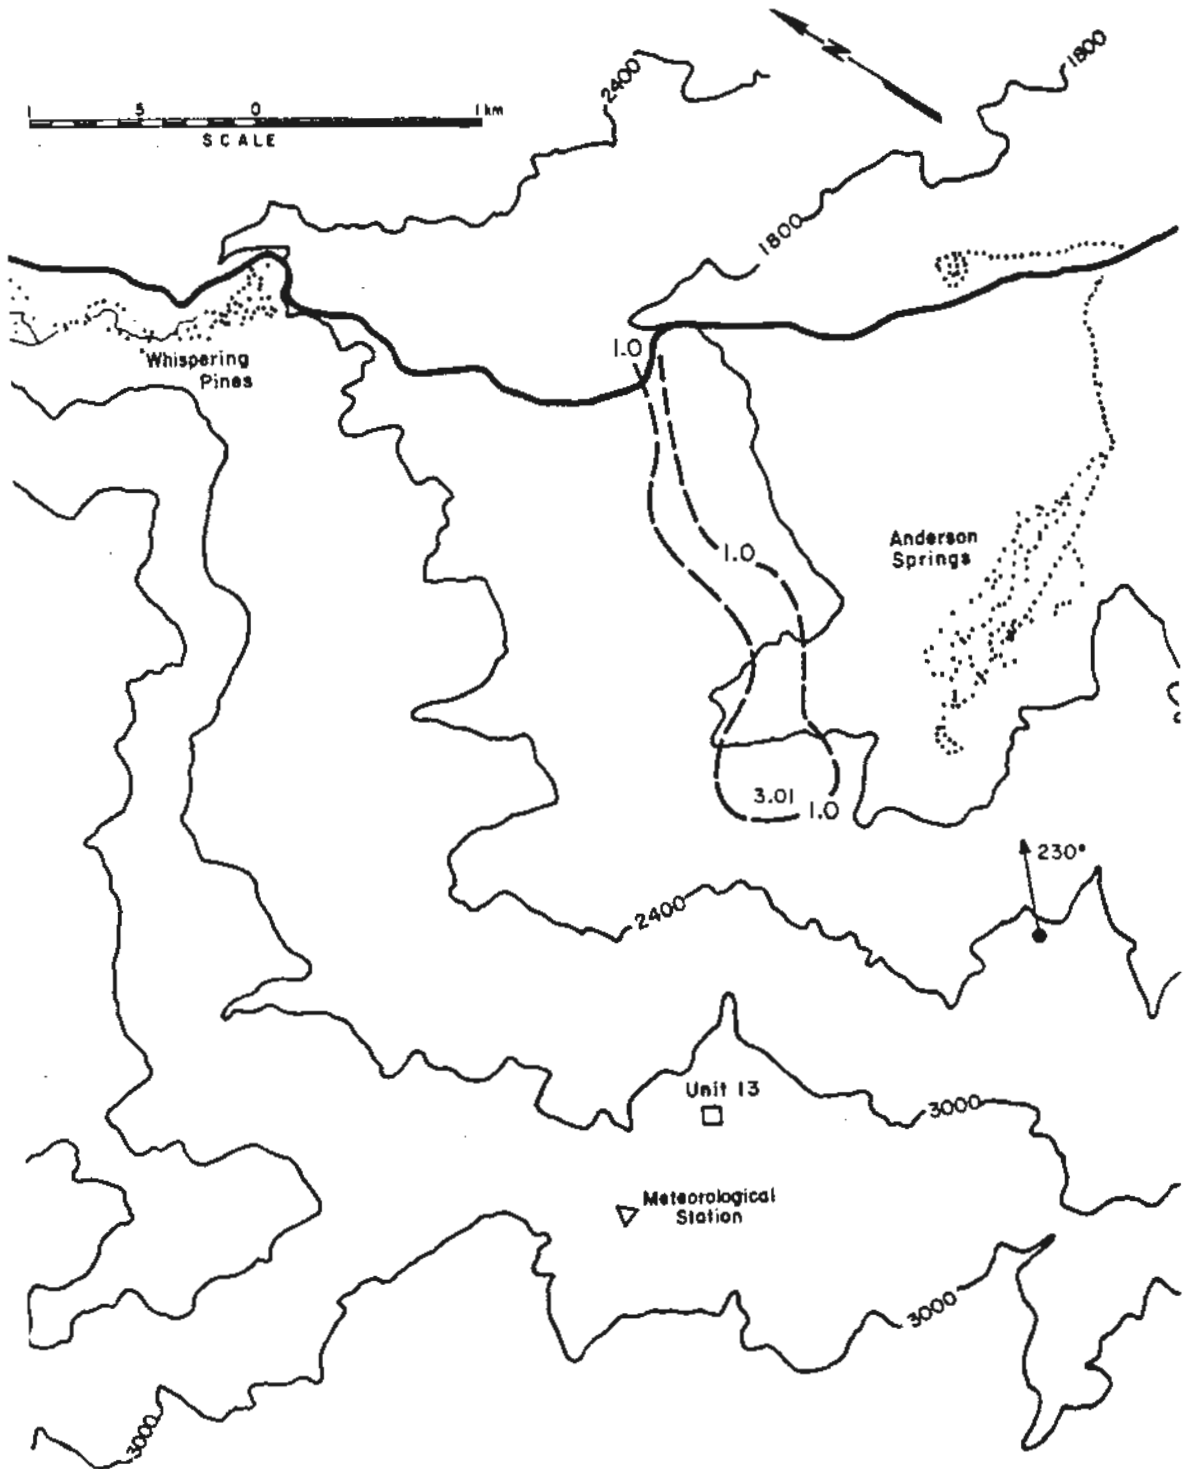 N
2400
1800
1 .5 0 1 km
SCALE
1800
1.0
Whispering
Pines
1.0
Anderson
Springs
3.01
1.0
230°
2400
Unit 13
3000
Meteorological
Station
3000
3000